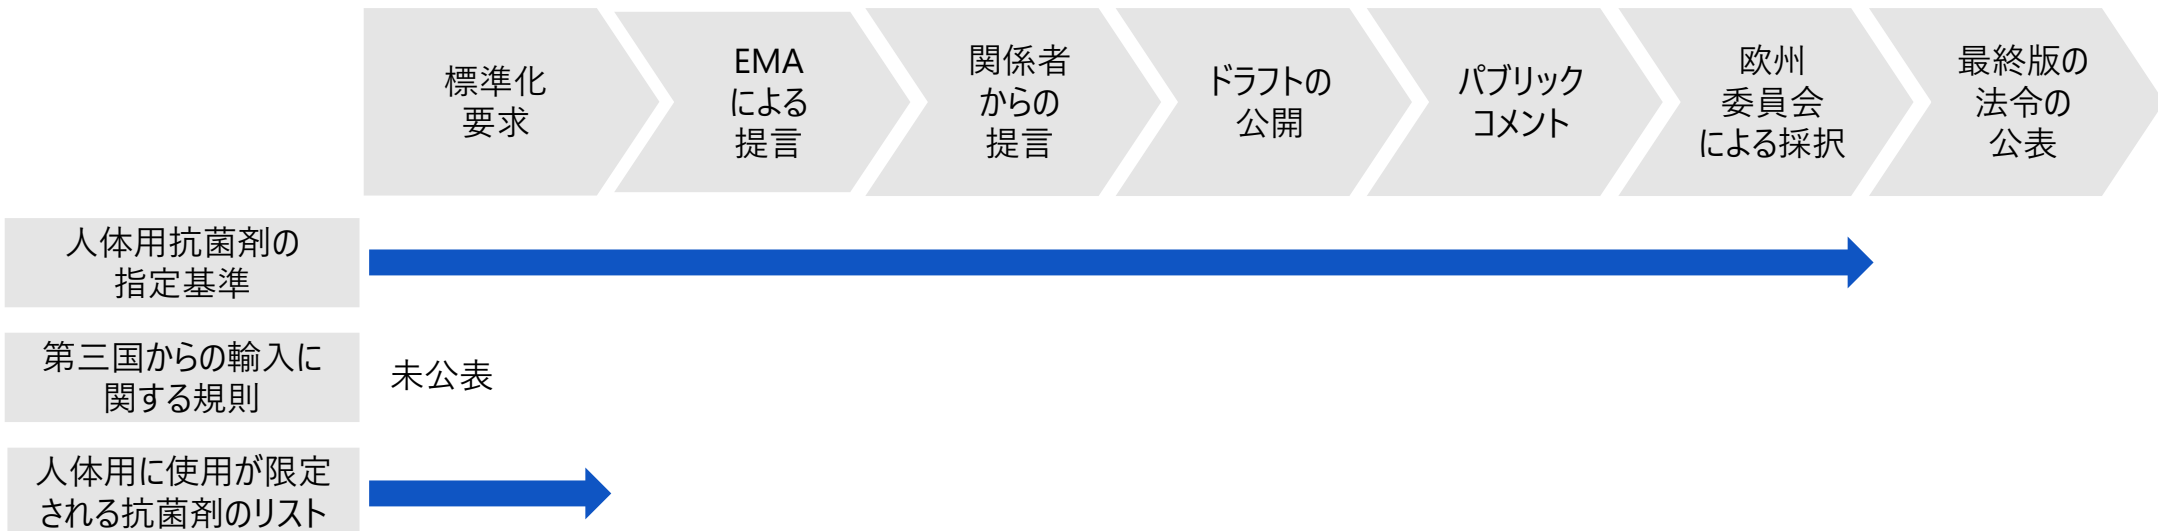 標準化
要求
EMA
による
提言
関係者
からの
提言
ドラフトの
公開
パブリック
コメント
欧州
委員会
による採択
最終版の
法令の
公表
人体用抗菌剤の
指定基準
第三国からの輸入に
関する規則
未公表
人体用に使用が限定
される抗菌剤のリスト